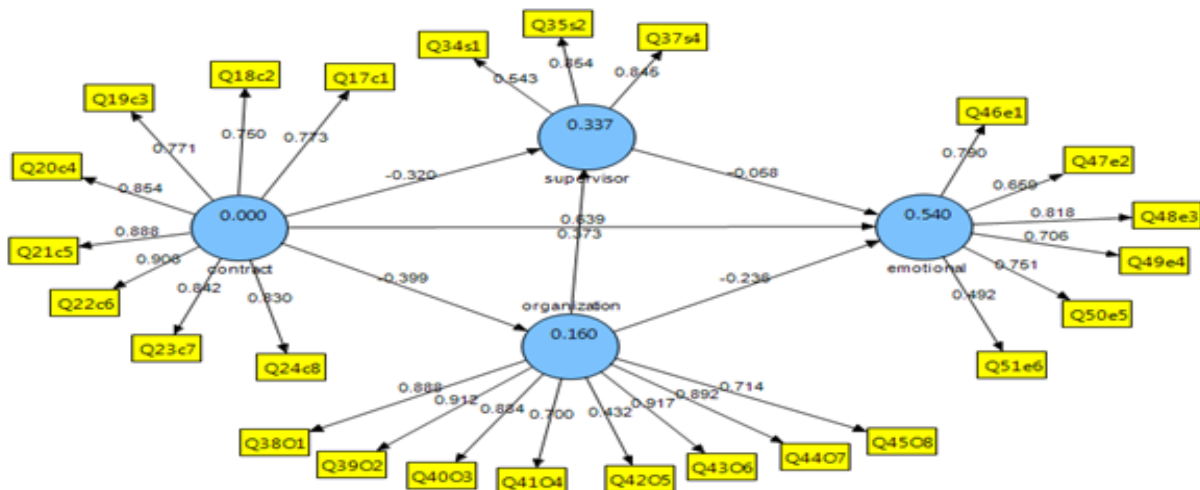 Q35s2
Q34s1
Q37s4
0.543
0.854
0.845
Q18c2
Q17c1
Q19c3
0.750
0.773
0.771
Q20c4
0.854
0.337
supervisor
Q46e1
0.790
Q47e2
0.659
-0.320
-0.058
0.000
contract
0.639
0.373
0.540
emotional
0.818
Q48e3
0.706
Q49e4
0.751
Q50e5
0.492
Q51e6
0.888
Q21c5
0.908
Q22c6
0.842
Q23c7
0.830
Q24c8
-0.399
-0.236
organization
0.160
0.888
0.912
0.884
0.700
0.432
0.917
0.892
0.714
Q38O1
Q39O2
Q40O3
Q41O4
Q42O5
Q43O6
Q44O7
Q45O8